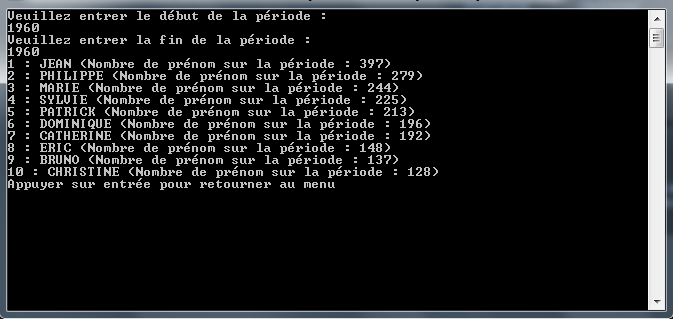 Veuillez entrer le début de la période :
1960
Veuillez entrer la fin de la période :
1960
1 : JEAN (Nombre de prénom sur la période : 397)
2 : PHILIPPE (Nombre de prénom sur la période : 279)
3 : MARIE (Nombre de prénom sur la période : 244)
4 : SYLVIE (Nombre de prénom sur la période : 225)
5 : PATRICK (Nombre de prénom sur la période : 213)
6 : DOMINIQUE (Nombre de prénom sur la période : 196)
7 : CATHERINE (Nombre de prénom sur la période : 192)
8 : ERIC (Nombre de prénom sur la période : 148)
9 : BRUNO (Nombre de prénom sur la période : 137)
10 : CHRISTINE (Nombre de prénom sur la période : 128)
Appuyer sur entrée pour retourner au menu